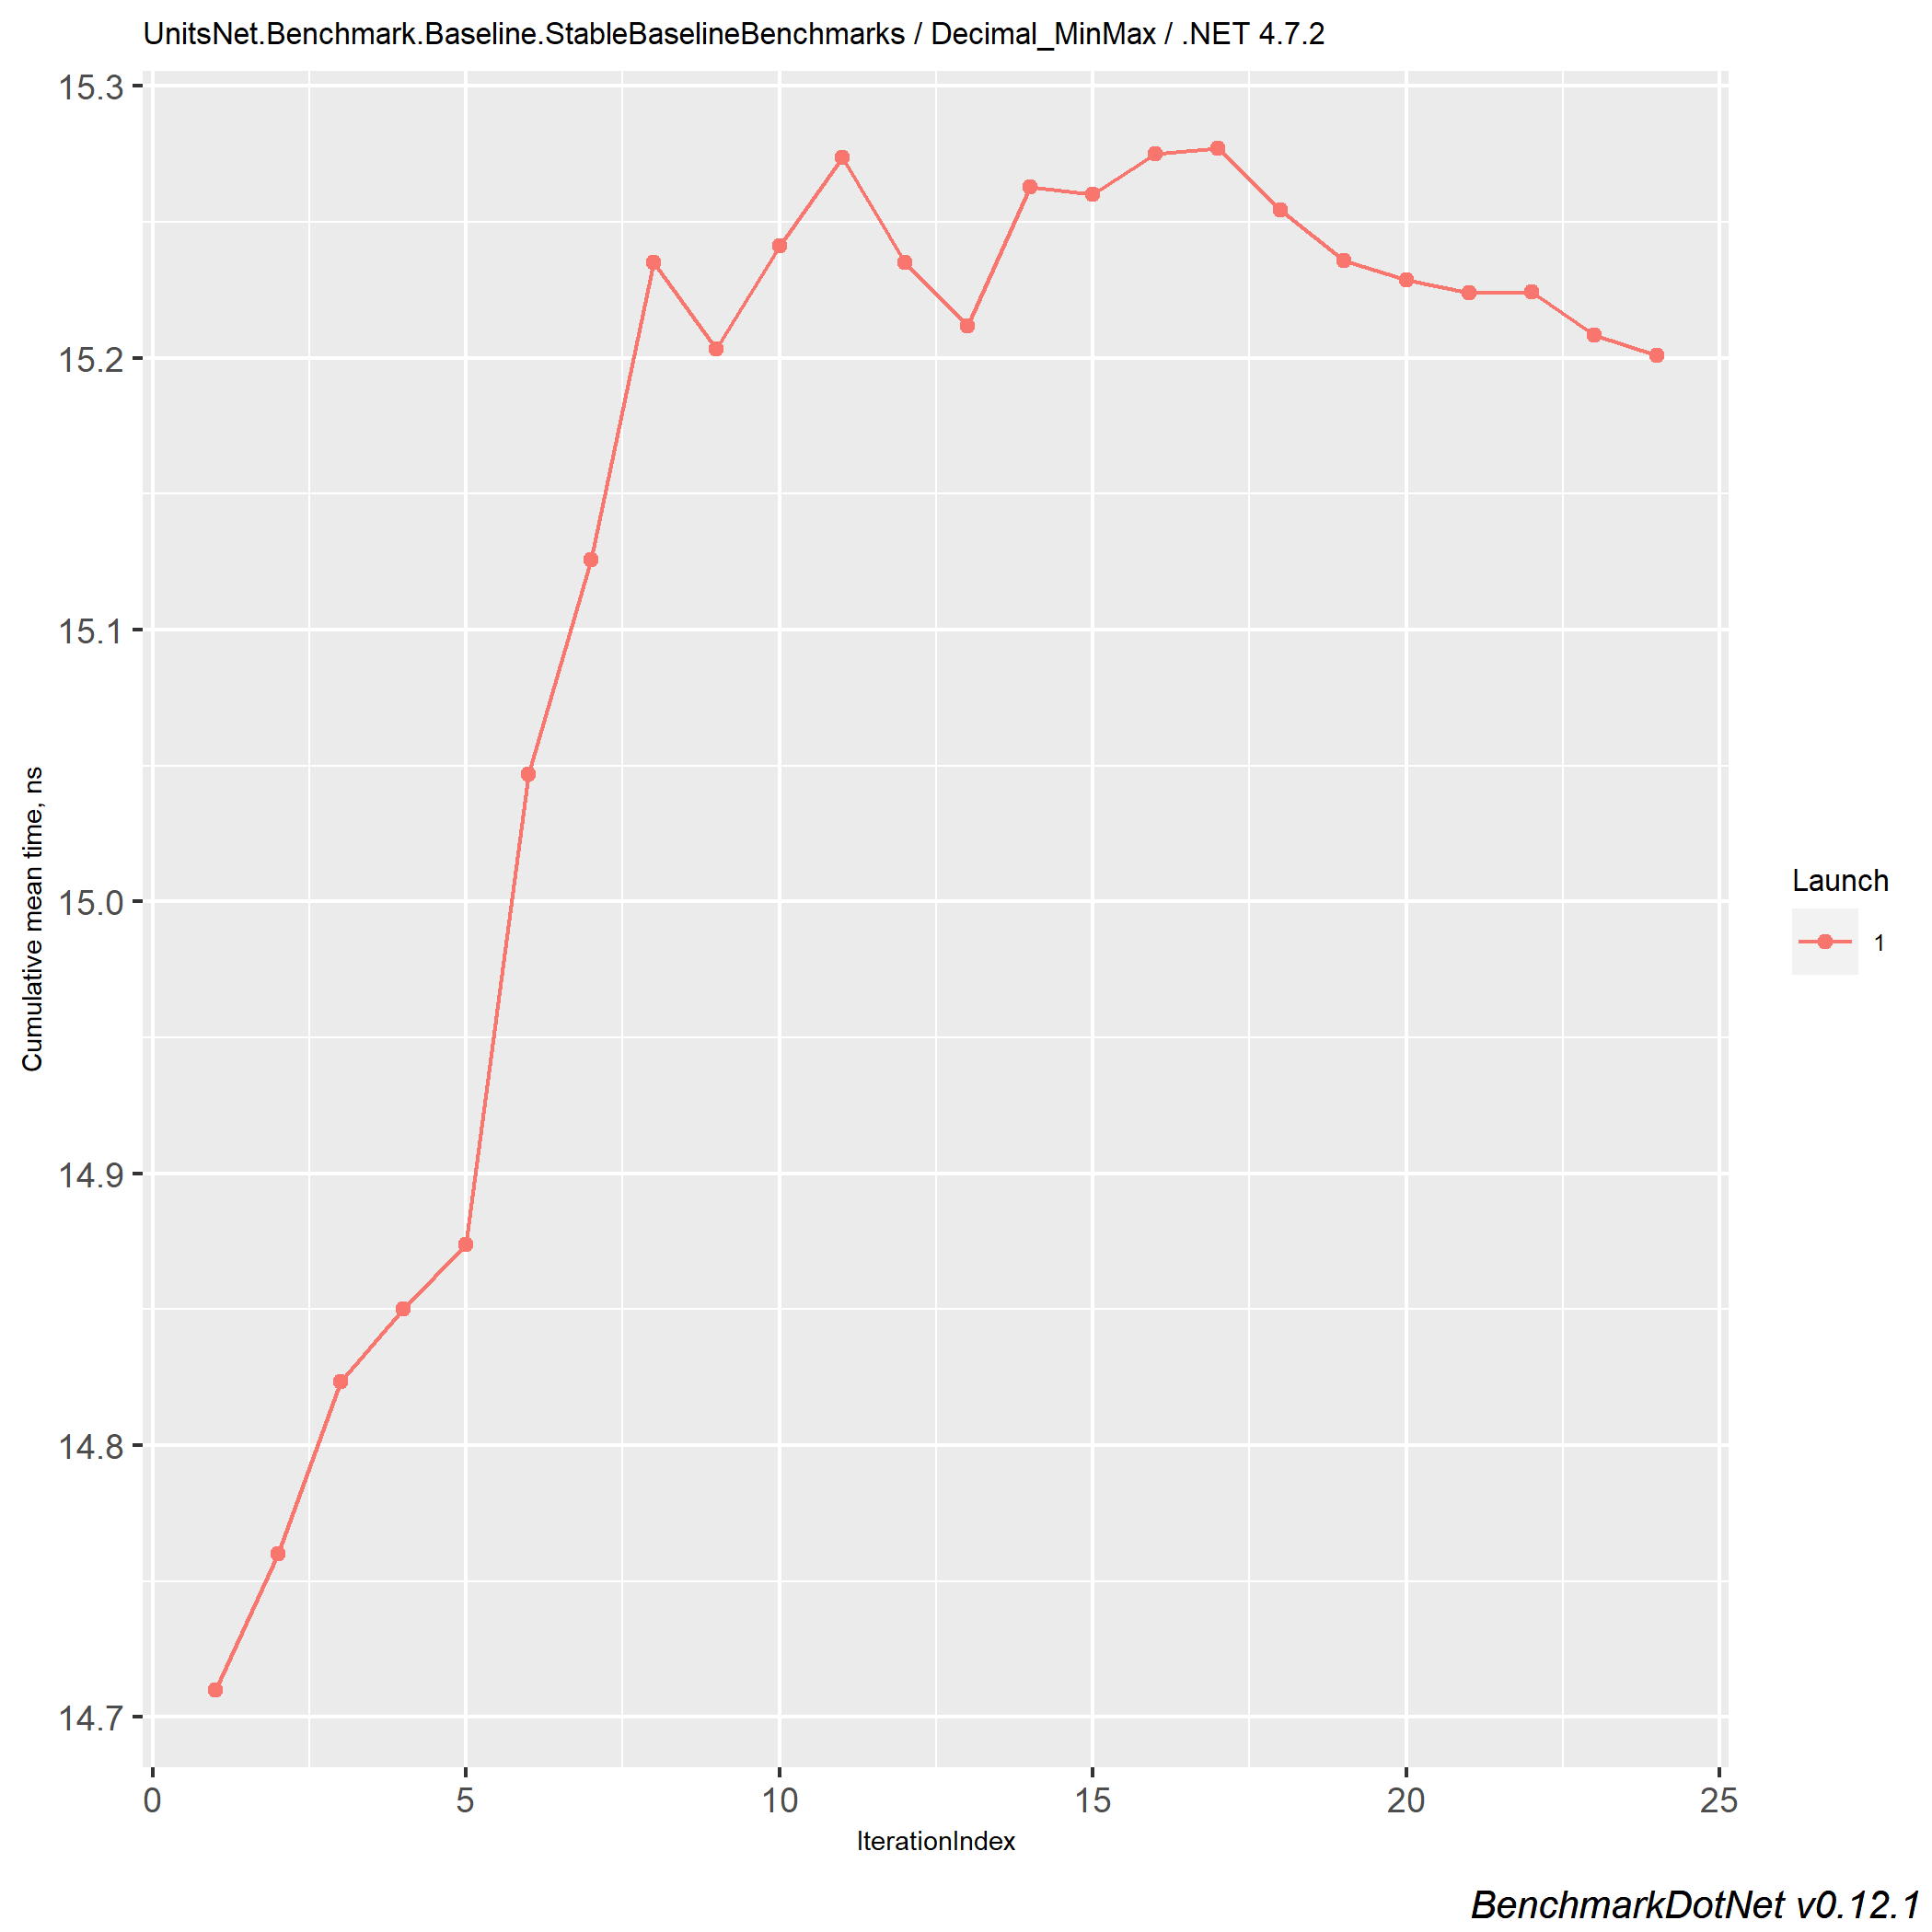 UnitsNet.Benchmark.Baseline.StableBaselineBenchmarks / Decimal_MinMax / .NET 4.7.2
15.3
15.2
15.1
15.0
14.9
14.8
14.7
Cumulative mean time, ns
0 5 10 15 20 25
IterationIndex
Launch
1
BenchmarkDotNet v0.12.1